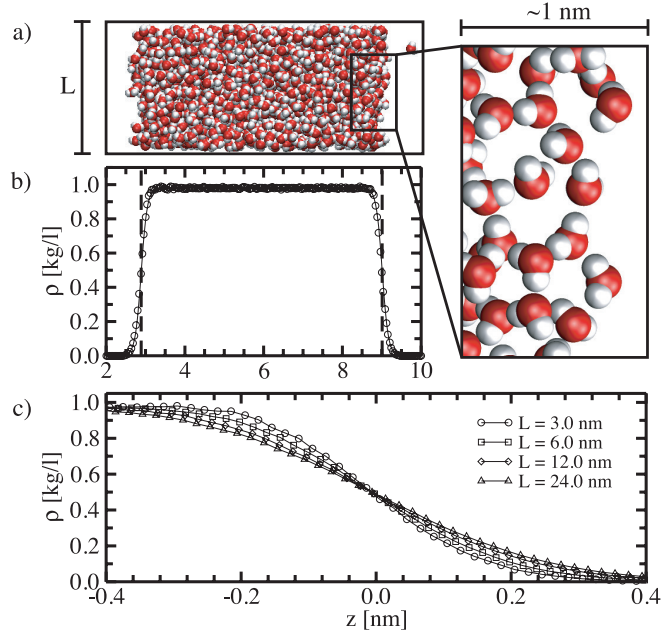 ~1 nm
a)
L
b)
1.0
0.8
0.6
0.4
0.2
0.0
ρ [kg/l]
2 4 6 8 10
c)
1.0
0.8
0.6
0.4
0.2
0.0
ρ [kg/l]
L = 3.0 nm
L = 6.0 nm
L = 12.0 nm
L = 24.0 nm
-0.4 -0.2 0.0 0.2 0.4
z [nm]